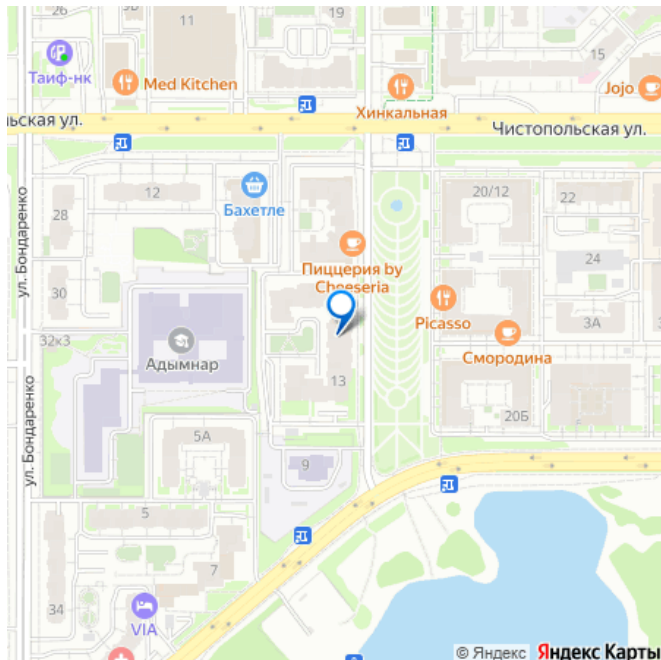 26
9Б
11
15
Таиф-нк
Med Kitchen
Хинкальная
Jojo
льская ул.
Чистопольская ул.
12
Бахетле
20/12
22
28
ул. Бондаренко
Пиццерия by
Cheeseria
24
30
Picasso
3А
32к3
Адымнар
Смородина
13
ул. Бондаренко
20Б
5А
9
5
7
34
VIA
© Яндекс Яндекс Карты